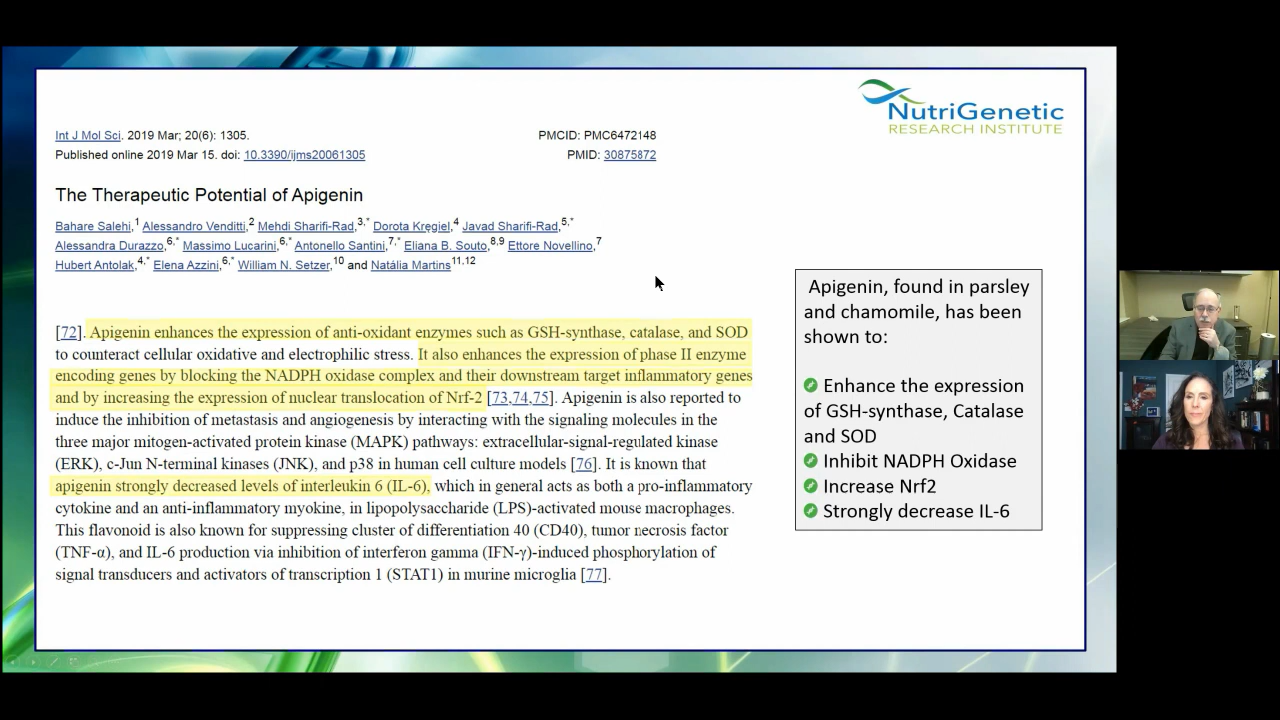 NutriGenetic
RESEARCH INSTITUTE
Int J Mol Sci. 2019 Mar; 20(6): 1305.
PMCID: PMC6472148
Published online 2019 Mar 15. doi: 10.3390/ijms20061305
PMID: 30875872
The Therapeutic Potential of Apigenin
Bahare Salehi,1 Alessandro Venditti,2 Mehdi Sharifi-Rad,3,* Dorota Kręgiel,4 Javad Sharifi-Rad,5,*
Alessandra Durazzo,6,* Massimo Lucarini,6,* Antonello Santini,7,* Eliana B. Souto,8,9 Ettore Novellino,7
Hubert Antolak,4,* Elena Azzini,6,* William N. Setzer,10 and Natália Martins11,12
[72]. Apigenin enhances the expression of anti-oxidant enzymes such as GSH-synthase, catalase, and SOD
to counteract cellular oxidative and electrophilic stress. It also enhances the expression of phase II enzyme
encoding genes by blocking the NADPH oxidase complex and their downstream target inflammatory genes
and by increasing the expression of nuclear translocation of Nrf-2 [73,74,75]. Apigenin is also reported to
induce the inhibition of metastasis and angiogenesis by interacting with the signaling molecules in the
three major mitogen-activated protein kinase (MAPK) pathways: extracellular-signal-regulated kinase
(ERK), c-Jun N-terminal kinases (JNK), and p38 in human cell culture models [76]. It is known that
apigenin strongly decreased levels of interleukin 6 (IL-6), which in general acts as both a pro-inflammatory
cytokine and an anti-inflammatory myokine, in lipopolysaccharide (LPS)-activated mouse macrophages.
This flavonoid is also known for suppressing cluster of differentiation 40 (CD40), tumor necrosis factor
(TNF-α), and IL-6 production via inhibition of interferon gamma (IFN-γ)-induced phosphorylation of
signal transducers and activators of transcription 1 (STAT1) in murine microglia [77].
Apigenin, found in parsley
and chamomile, has been
shown to:
Enhance the expression
of GSH-synthase, Catalase
and SOD
Inhibit NADPH Oxidase
Increase Nrf2
Strongly decrease IL-6